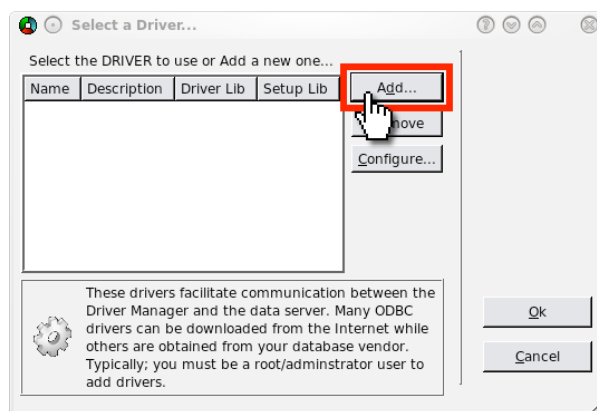 Select a Driver...
Select the DRIVER to use or Add a new one...
Name Description Driver Lib Setup Lib
Add...
Configure...
These drivers facilitate communication between the
Driver Manager and the data server. Many ODBC
drivers can be downloaded from the Internet while
others are obtained from your database vendor.
Typically; you must be a root/adminstrator user to
add drivers.
Ok
Cancel